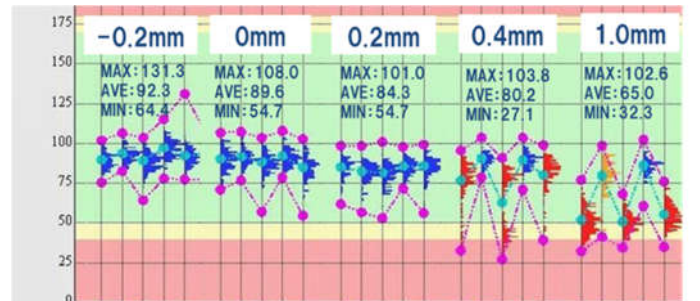 175
150
125
100
75
50
25
0
-0.2mm
MAX:131.3
AVE:92.3
MIN:64.4
0mm
MAX:108.0
AVE:89.6
MIN:54.7
0.2mm
MAX:101.0
AVE:84.3
MIN:54.7
0.4mm
MAX:103.8
AVE:80.2
MIN:27.1
1.0mm
MAX:102.6
AVE:65.0
MIN:32.3